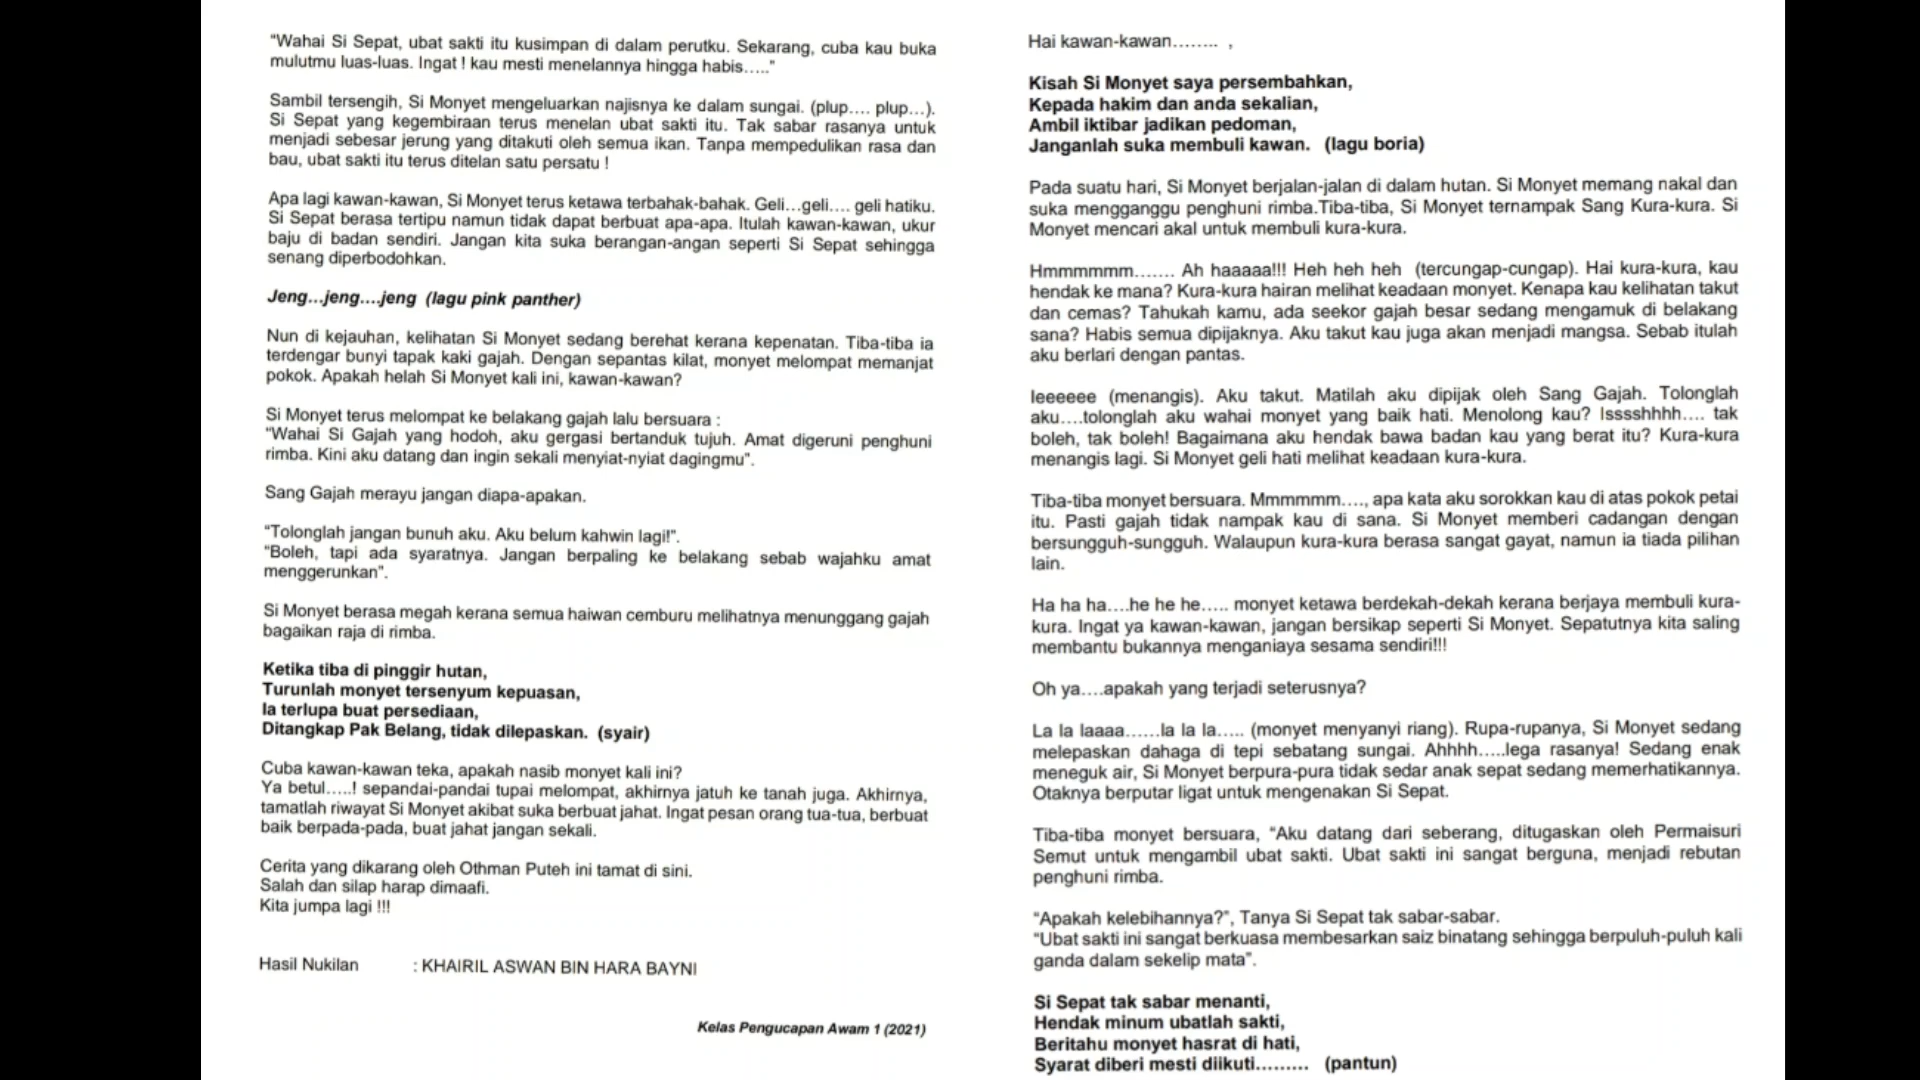 "Wahai Si Sepat, ubat sakti itu kusimpan di dalam perutku. Sekarang, cuba kau buka
mulutmu luas-luas. Ingat ! kau mesti menelannya hingga habis….."
Sambil tersengih, Si Monyet mengeluarkan najisnya ke dalam sungai. (plup…. plup…).
Si Sepat yang kegembiraan terus menelan ubat sakti itu. Tak sabar rasanya untuk
menjadi sebesar jerung yang ditakuti oleh semua ikan. Tanpa mempedulikan rasa dan
bau, ubat sakti itu terus ditelan satu persatu !
Apa lagi kawan-kawan, Si Monyet terus ketawa terbahak-bahak. Geli…geli…. geli hatiku.
Si Sepat berasa tertipu namun tidak dapat berbuat apa-apa. Itulah kawan-kawan, ukur
baju di badan sendiri. Jangan kita suka berangan-angan seperti Si Sepat sehingga
senang diperbodohkan.
Jeng…jeng….jeng (lagu pink panther)
Nun di kejauhan, kelihatan Si Monyet sedang berehat kerana kepenatan. Tiba-tiba ia
terdengar bunyi tapak kaki gajah. Dengan sepantas kilat, monyet melompat memanjat
pokok. Apakah helah Si Monyet kali ini, kawan-kawan?
Si Monyet terus melompat ke belakang gajah lalu bersuara :
"Wahai Si Gajah yang hodoh, aku gergasi bertanduk tujuh. Amat digeruni penghuni
rimba. Kini aku datang dan ingin sekali menyiat-nyiat dagingmu".
Sang Gajah merayu jangan diapa-apakan.
"Tolonglah jangan bunuh aku. Aku belum kahwin lagi!".
"Boleh, tapi ada syaratnya. Jangan berpaling ke belakang sebab wajahku amat
menggerunkan".
Si Monyet berasa megah kerana semua haiwan cemburu melihatnya menunggang gajah
bagaikan raja di rimba.
Ketika tiba di pinggir hutan,
Turunlah monyet tersenyum kepuasan,
Ia terlupa buat persediaan,
Ditangkap Pak Belang, tidak dilepaskan. (syair)
Cuba kawan-kawan teka, apakah nasib monyet kali ini?
Ya betul…..! sepandai-pandai tupai melompat, akhirnya jatuh ke tanah juga. Akhirnya,
tamatlah riwayat Si Monyet akibat suka berbuat jahat. Ingat pesan orang tua-tua, berbuat
baik berpada-pada, buat jahat jangan sekali.
Cerita yang dikarang oleh Othman Puteh ini tamat di sini.
Salah dan silap harap dimaafi.
Kita jumpa lagi !!!
Hasil Nukilan : KHAIRIL ASWAN BIN HARA BAYNI
Kelas Pengucapan Awam 1 (2021)
Hai kawan-kawan…….. ,
Kisah Si Monyet saya persembahkan,
Kepada hakim dan anda sekalian,
Ambil iktibar jadikan pedoman,
Janganlah suka membuli kawan. (lagu boria)
Pada suatu hari, Si Monyet berjalan-jalan di dalam hutan. Si Monyet memang nakal dan
suka mengganggu penghuni rimba.Tiba-tiba, Si Monyet ternampak Sang Kura-kura. Si
Monyet mencari akal untuk membuli kura-kura.
Hmmmmmm……. Ah haaaaa!!! Heh heh heh (tercungap-cungap). Hai kura-kura, kau
hendak ke mana? Kura-kura hairan melihat keadaan monyet. Kenapa kau kelihatan takut
dan cemas? Tahukah kamu, ada seekor gajah besar sedang mengamuk di belakang
sana? Habis semua dipijaknya. Aku takut kau juga akan menjadi mangsa. Sebab itulah
aku berlari dengan pantas.
Ieeeeee (menangis). Aku takut. Matilah aku dipijak oleh Sang Gajah. Tolonglah
aku….tolonglah aku wahai monyet yang baik hati. Menolong kau? Isssshhhh…. tak
boleh, tak boleh! Bagaimana aku hendak bawa badan kau yang berat itu? Kura-kura
menangis lagi. Si Monyet geli hati melihat keadaan kura-kura.
Tiba-tiba monyet bersuara. Mmmmmm…., apa kata aku sorokkan kau di atas pokok petai
itu. Pasti gajah tidak nampak kau di sana. Si Monyet memberi cadangan dengan
bersungguh-sungguh. Walaupun kura-kura berasa sangat gayat, namun ia tiada pilihan
lain.
Ha ha ha….he he he….. monyet ketawa berdekah-dekah kerana berjaya membuli kura-
kura. Ingat ya kawan-kawan, jangan bersikap seperti Si Monyet. Sepatutnya kita saling
membantu bukannya menganiaya sesama sendiri!!!
Oh ya….apakah yang terjadi seterusnya?
La la laaaa……la la la….. (monyet menyanyi riang). Rupa-rupanya, Si Monyet sedang
melepaskan dahaga di tepi sebatang sungai. Ahhhh…..lega rasanya! Sedang enak
meneguk air, Si Monyet berpura-pura tidak sedar anak sepat sedang memerhatikannya.
Otaknya berputar ligat untuk mengenakan Si Sepat.
Tiba-tiba monyet bersuara, "Aku datang dari seberang, ditugaskan oleh Permaisuri
Semut untuk mengambil ubat sakti. Ubat sakti ini sangat berguna, menjadi rebutan
penghuni rimba.
"Apakah kelebihannya?", Tanya Si Sepat tak sabar-sabar.
"Ubat sakti ini sangat berkuasa membesarkan saiz binatang sehingga berpuluh-puluh kali
ganda dalam sekelip mata".
Si Sepat tak sabar menanti,
Hendak minum ubatlah sakti,
Beritahu monyet hasrat di hati,
Syarat diberi mesti diikuti……… (pantun)